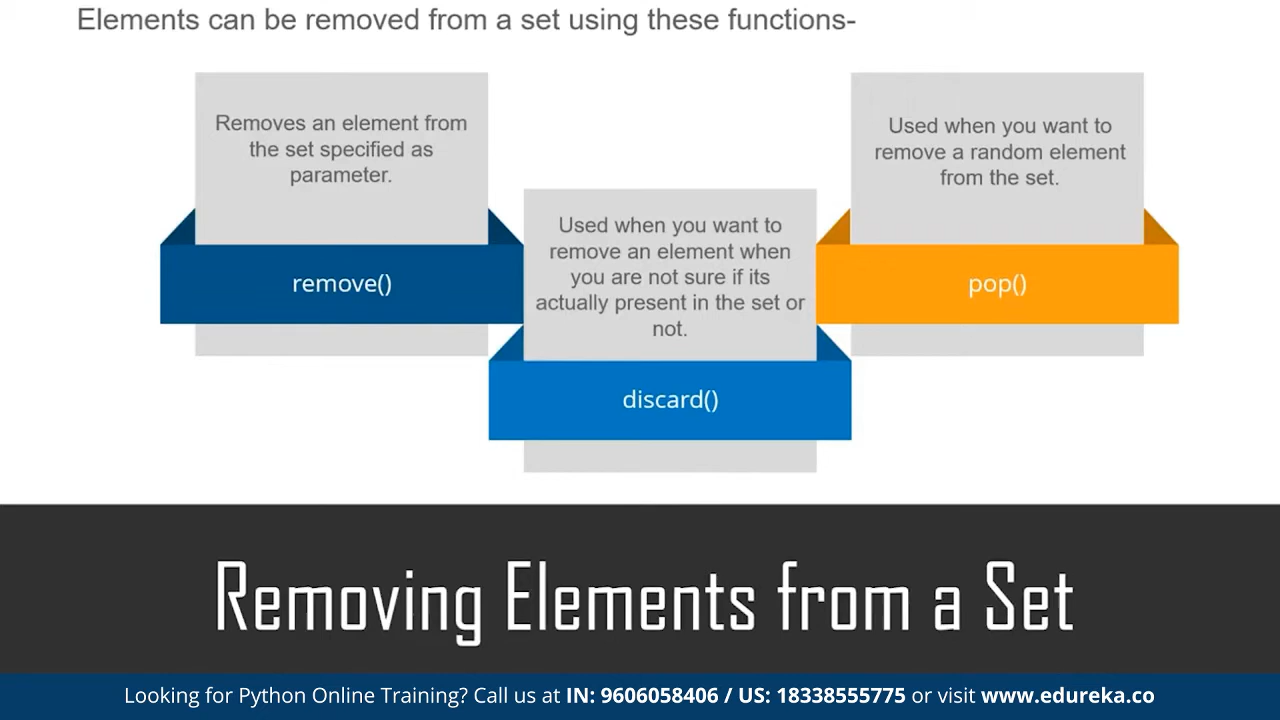 Elements can be removed from a set using these functions-
Removes an element from
the set specified as
parameter.
remove()
Used when you want to
remove an element when
you are not sure if its
actually present in the set or
not.
discard()
Used when you want to
remove a random element
from the set.
pop()
Removing Elements from a Set
Looking for Python Online Training? Call us at IN: 9606058406 / US: 18338555775 or visit www.edureka.co